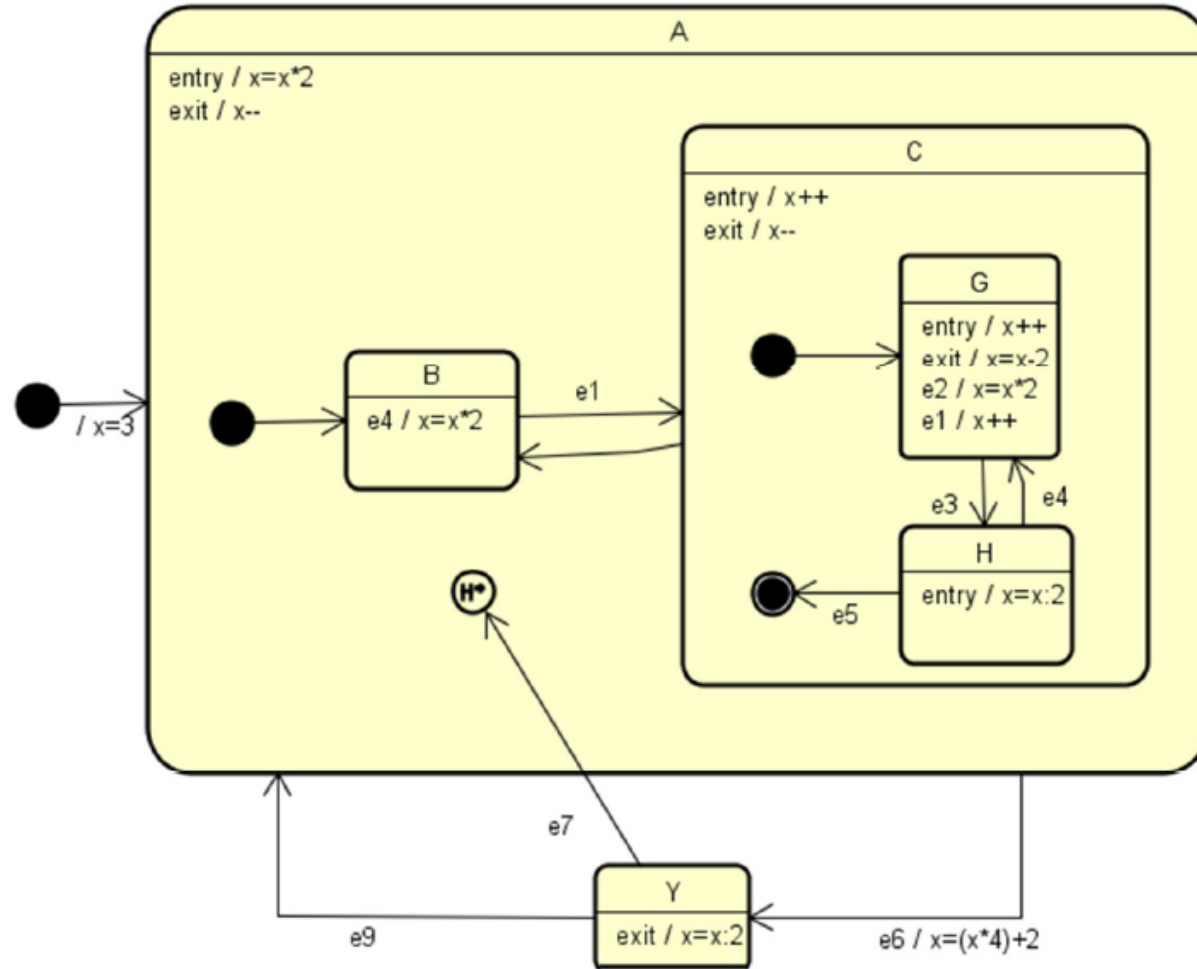 A
entry / x=x*2
exit / x--
C
entry / x++
exit / x--
G
entry / x++
exit / x=x-2
e2 / x=x*2
e1 / x++
B
e4 / x=x*2
e1
/ x=3
e3
e4
H
entry / x=x:2
e5
H*
e7
Y
exit / x=x:2
e9
e6 / x=(x*4)+2